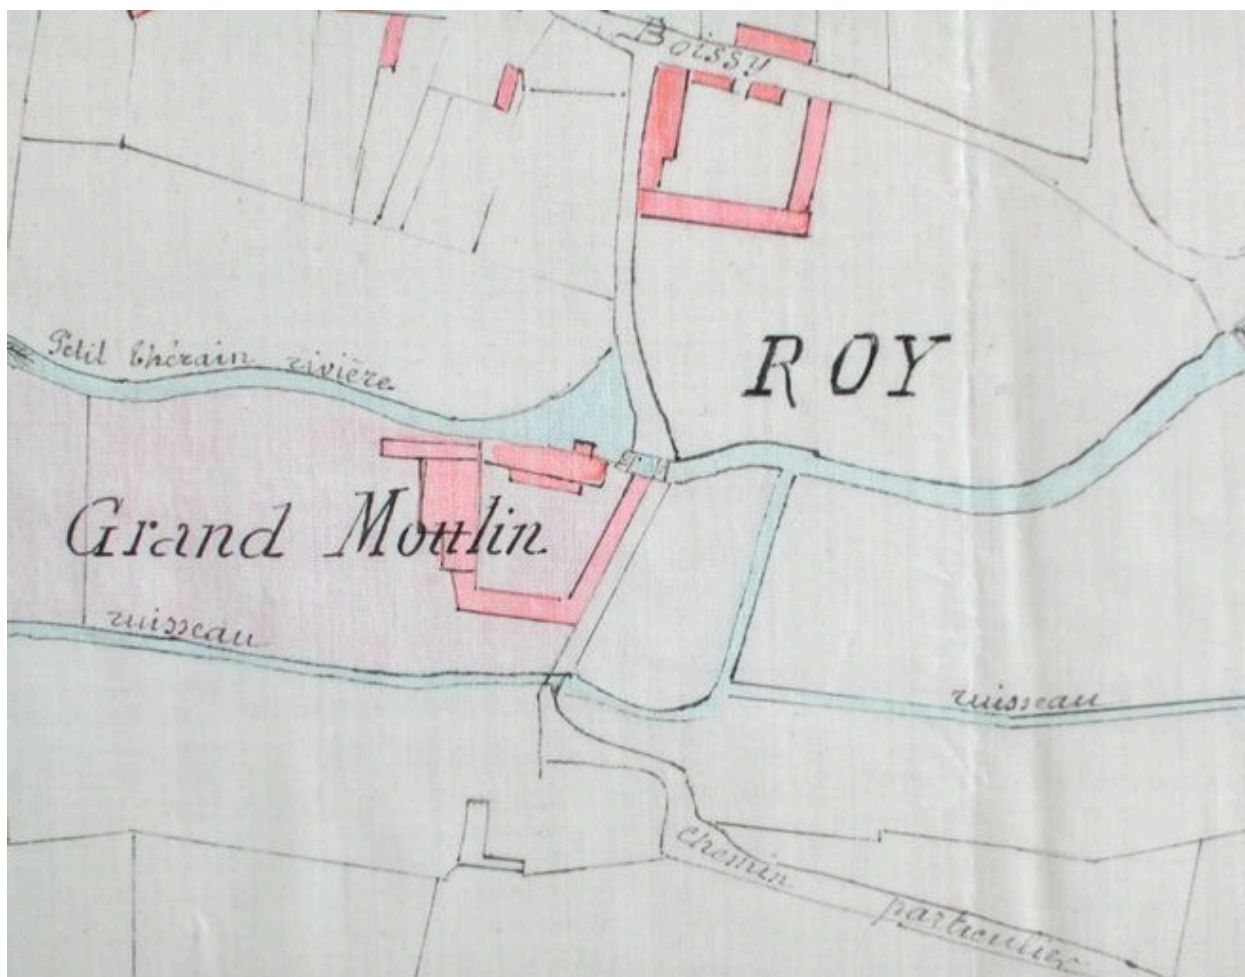 Boissy
ROY
Petit thérain rivière
Grand Moulin
ruisseau
ruisseau
chemin particulier